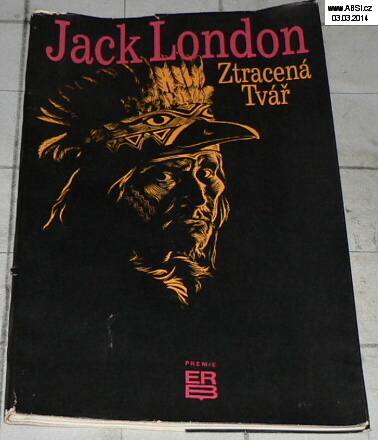 www.ABSI.cz
03.03.2014
Jack London
Ztracená
Tvář
PREMIE
ERB